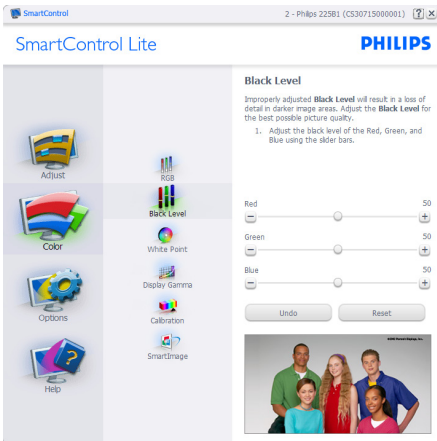 SmartControl
2 - Philips 225B1 (CS30715000001)
SmartControl Lite
PHILIPS
Adjust
Color
Options
Help
RGB
Black Level
White Point
Display Gamma
Calibration
SmartImage
Black Level
Improperly adjusted Black Level will result in a loss of
detail in darker image areas. Adjust the Black Level for
the best possible picture quality.
1. Adjust the black level of the Red, Green, and
Blue using the slider bars.
Red 50
Green 50
Blue 50
Undo Reset